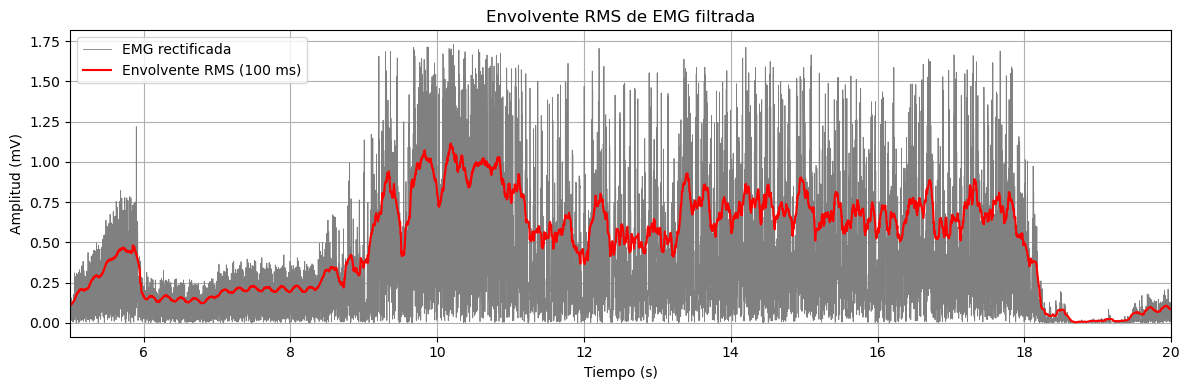 Envolvente RMS de EMG filtrada
EMG rectificada
Envolvente RMS (100 ms)
Amplitud (mV)
1.75
1.50
1.25
1.00
0.75
0.50
0.25
0.00
6 8 10 12 14 16 18 20
Tiempo (s)